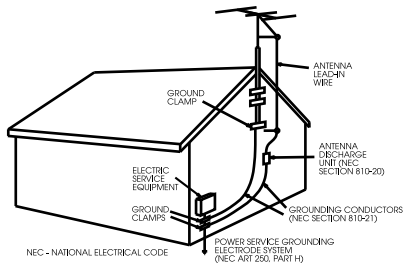 ANTENNA
LEAD-IN
WIRE
GROUND
CLAMP
ANTENNA
DISCHARGE
UNIT (NEC
SECTION 810-20)
ELECTRIC
SERVICE
EQUIPMENT
GROUND
CLAMPS
GROUNDING CONDUCTORS
(NEC SECTION 810-21)
NEC - NATIONAL ELECTRICAL CODE
POWER SERVICE GROUNDING
ELECTRODE SYSTEM
(NEC ART 250, PART H)